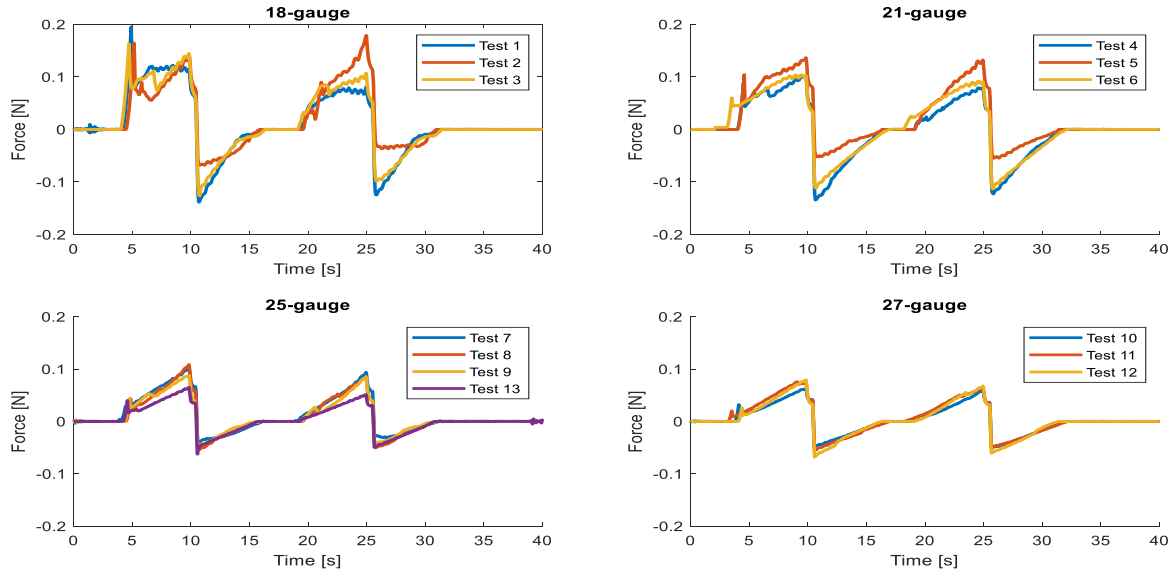 18-gauge
0.2
0.1
0
-0.1
-0.2
Force [N]
0 5 10 15 20 25 30 35 40
Time [s]
Test 1
Test 2
Test 3
21-gauge
0.2
0.1
0
-0.1
-0.2
Force [N]
0 5 10 15 20 25 30 35 40
Time [s]
Test 4
Test 5
Test 6
25-gauge
0.2
0.1
0
-0.1
-0.2
Force [N]
0 5 10 15 20 25 30 35 40
Time [s]
Test 7
Test 8
Test 9
Test 13
27-gauge
0.2
0.1
0
-0.1
-0.2
Force [N]
0 5 10 15 20 25 30 35 40
Time [s]
Test 10
Test 11
Test 12